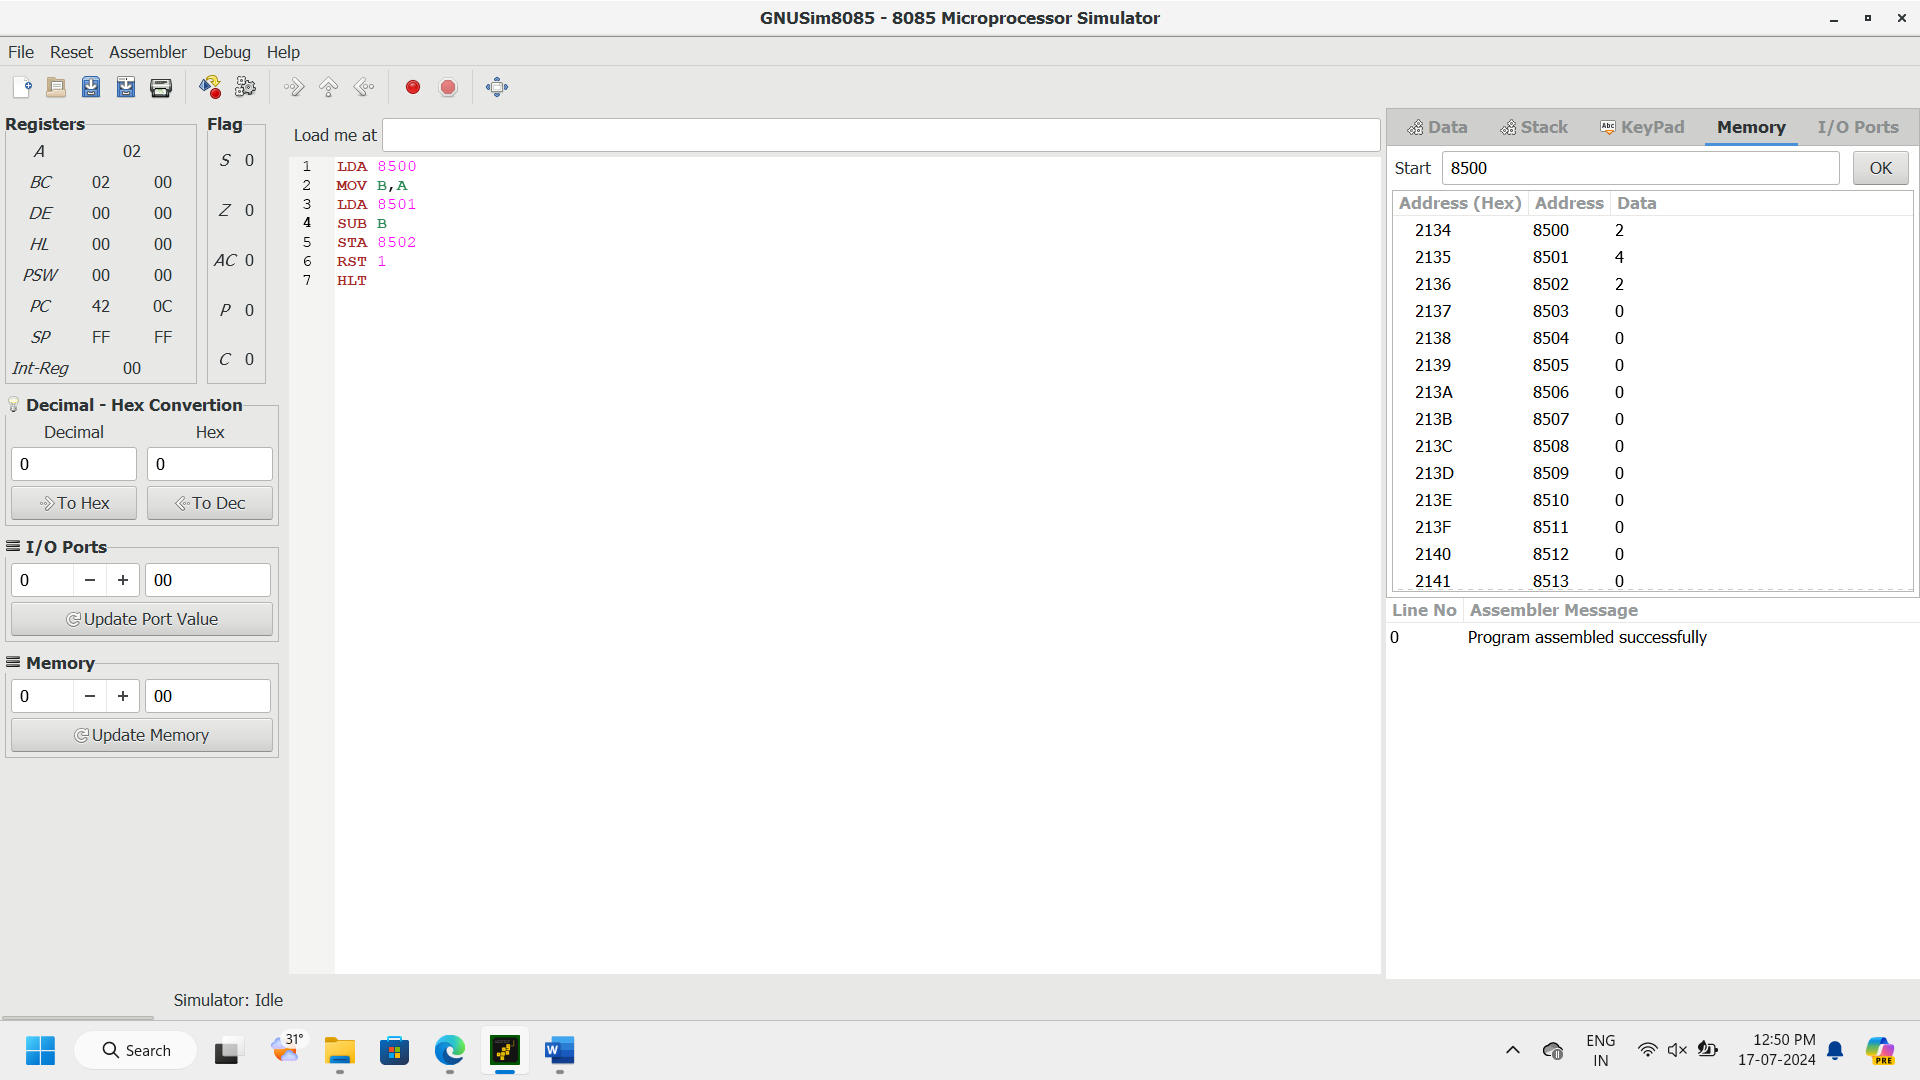 GNUSim8085 - 8085 Microprocessor Simulator
File Reset Assembler Debug Help
Registers
A 02
BC 02 00
DE 00 00
HL 00 00
PSW 00 00
PC 42 0C
SP FF FF
Int-Reg 00
Flag
S 0
Z 0
AC 0
P 0
C 0
Decimal - Hex Convertion
Decimal Hex
0 0
To Hex To Dec
I/O Ports
0 − + 00
Update Port Value
Memory
0 − + 00
Update Memory
Load me at
1 LDA 8500
2 MOV B,A
3 LDA 8501
4 SUB B
5 STA 8502
6 RST 1
7 HLT
Data Stack Abc KeyPad Memory I/O Ports
Start 8500 OK
Address (Hex) Address Data
2134 8500 2
2135 8501 4
2136 8502 2
2137 8503 0
2138 8504 0
2139 8505 0
213A 8506 0
213B 8507 0
213C 8508 0
213D 8509 0
213E 8510 0
213F 8511 0
2140 8512 0
2141 8513 0
Line No Assembler Message
0 Program assembled successfully
Simulator: Idle
Search
31°
W
ENG
IN
12:50 PM
17-07-2024
PRE